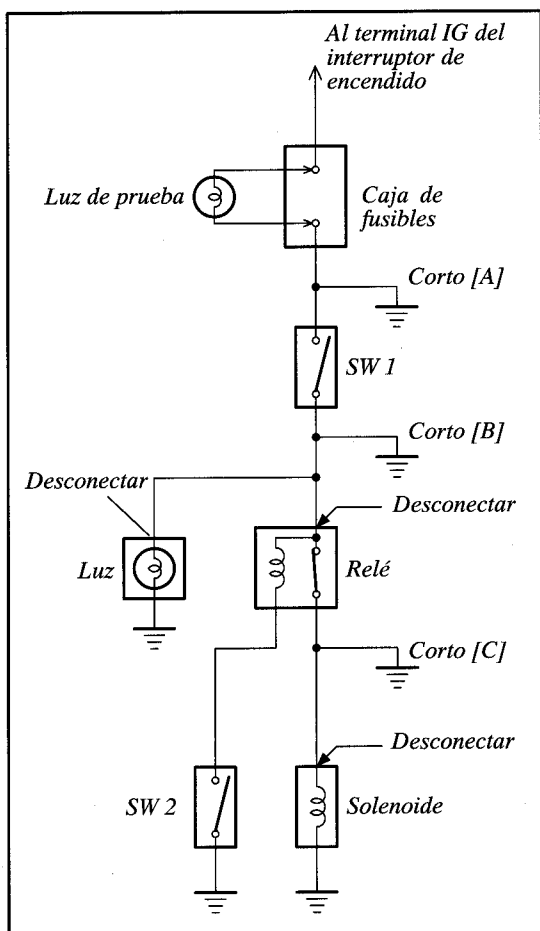 Al terminal IG del
interruptor de
encendido
Luz de prueba
Caja de
fusibles
Corto [A]
SW 1
Corto [B]
Desconectar
Desconectar
Luz
Relé
Corto [C]
Desconectar
SW 2
Solenoide